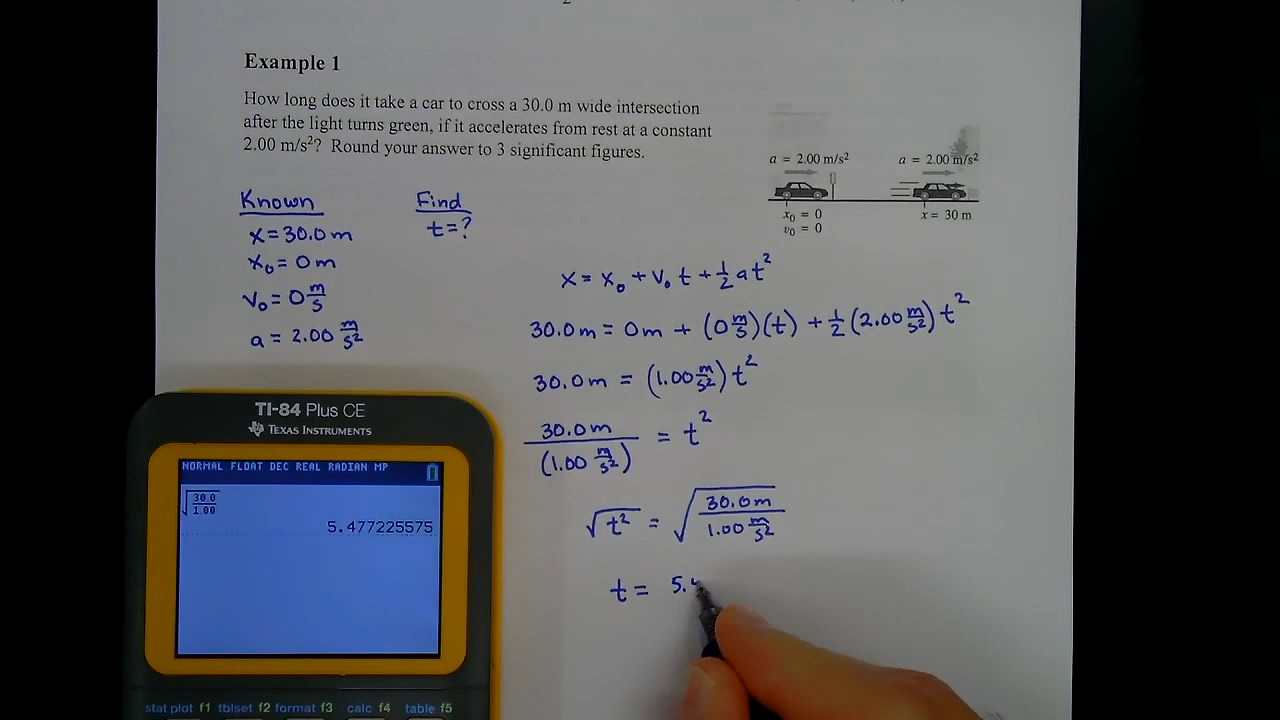 Example 1
How long does it take a car to cross a 30.0 m wide intersection
after the light turns green, if it accelerates from rest at a constant
2.00 m/s²? Round your answer to 3 significant figures.
a = 2.00 m/s² a = 2.00 m/s²
x₀ = 0 x = 30 m
v₀ = 0
Known Find
x = 30.0 m t = ?
x₀ = 0 m
v₀ = 0 m/s
a = 2.00 m/s²
x = x₀ + v₀ t + 1/2 a t²
30.0 m = 0 m + (0 m/s)(t) + 1/2 (2.00 m/s²) t²
30.0 m = (1.00 m/s²) t²
30.0 m / (1.00 m/s²) = t²
√t² = √(30.0 m / 1.00 m/s²)
t = 5.
TI-84 Plus CE
TEXAS INSTRUMENTS
NORMAL FLOAT DEC REAL RADIAN MP
√(30.0/1.00)
5.477225575
stat plot f1 tblset f2 format f3 calc f4 table f5